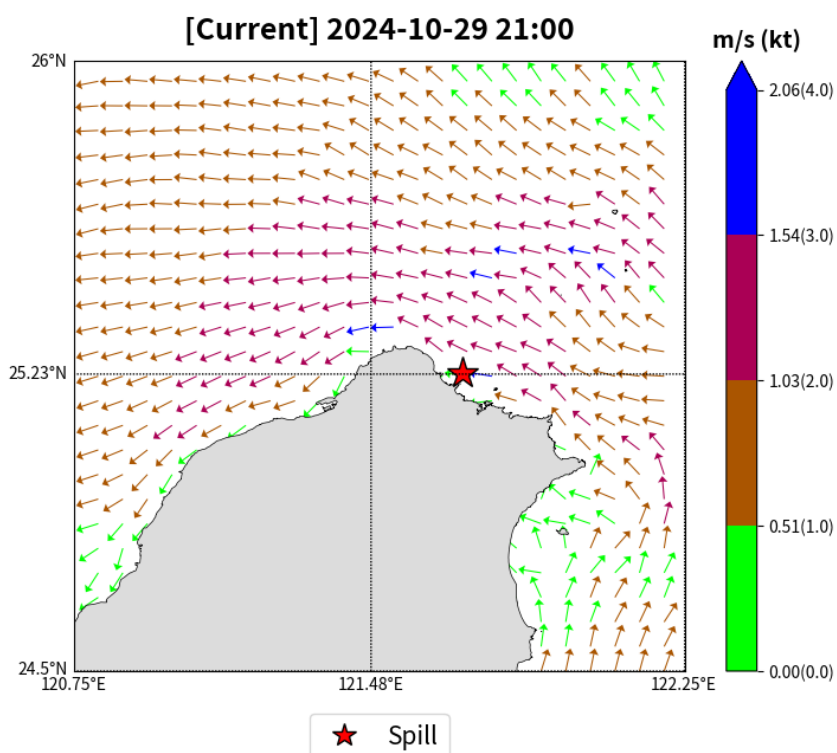 [Current] 2024-10-29 21:00
m/s (kt)
26°N
2.06(4.0)
1.54(3.0)
25.23°N
1.03(2.0)
0.51(1.0)
24.5°N
0.00(0.0)
120.75°E
121.48°E
122.25°E
Spill